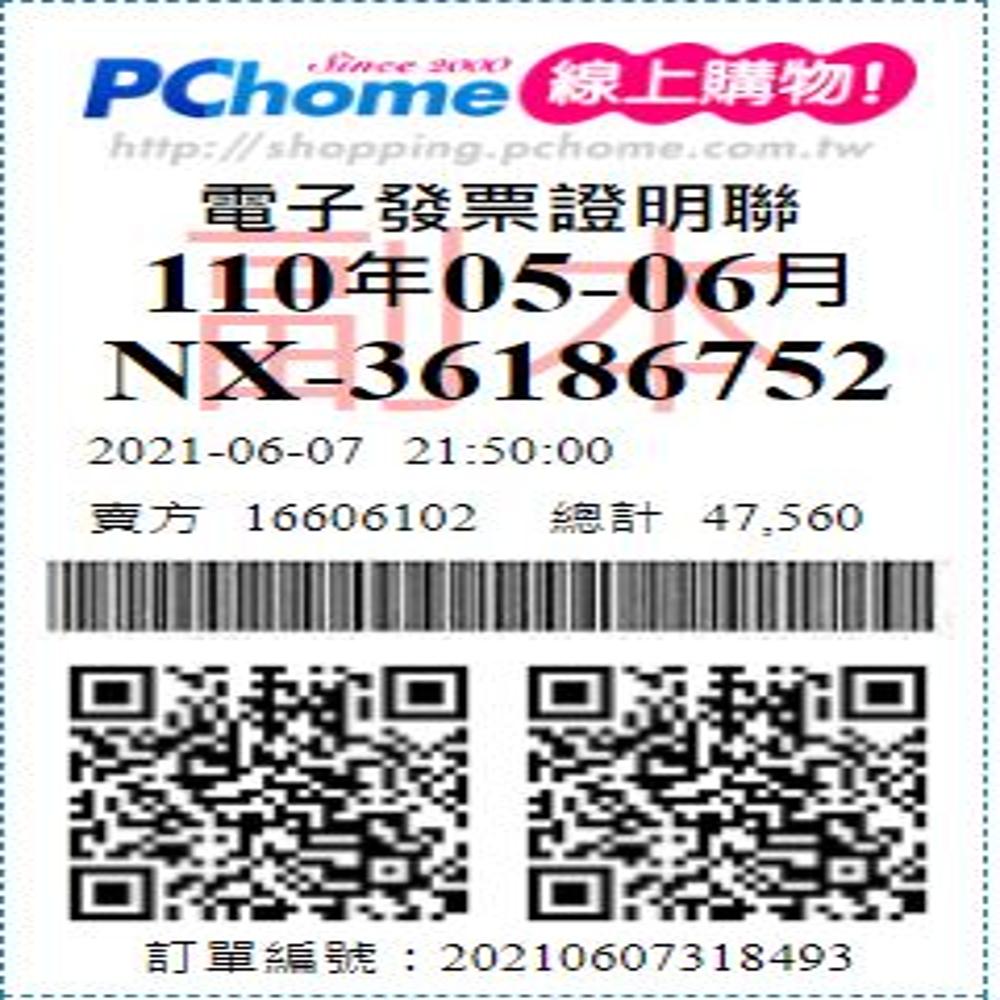 PChome Since 2000 線上購物!
http://shopping.pchome.com.tw
電子發票證明聯
副本
110年05-06月
NX-36186752
2021-06-07 21:50:00
賣方 16606102 總計 47,560
訂單編號：20210607318493